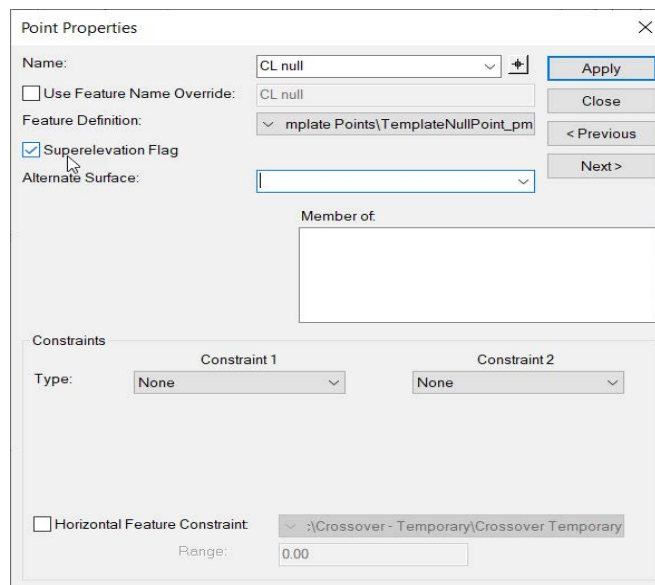 Point Properties
Name:
CL null
Apply
Use Feature Name Override:
CL null
Close
Feature Definition:
mplate Points\TemplateNullPoint_pm
< Previous
Superelevation Flag
Next >
Alternate Surface:
Member of:
Constraints
Constraint 1
Constraint 2
Type:
None
None
Horizontal Feature Constraint:
:\Crossover - Temporary\Crossover Temporary
Range:
0.00